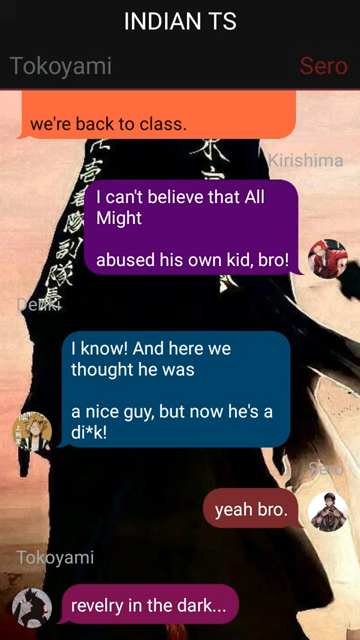 INDIAN TS
Tokoyami
Sero
we're back to class.
Kirishima
I can't believe that All
Might
abused his own kid, bro!
Denki
I know! And here we
thought he was
a nice guy, but now he's a
di*k!
Sero
yeah bro.
Tokoyami
revelry in the dark...